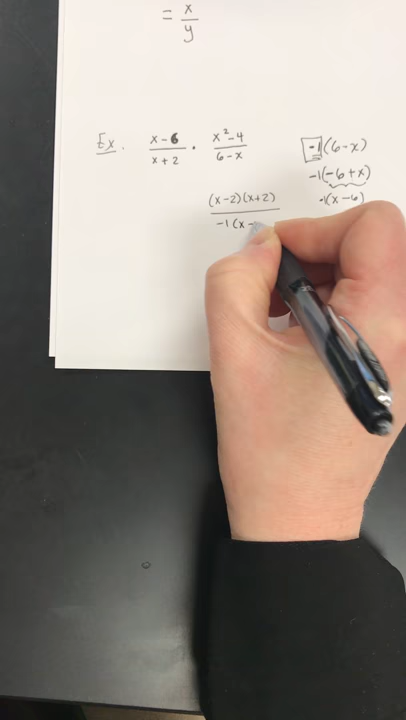 = x/y
Ex. x-6/x+2 · x²-4/6-x
-1(6-x)
-1(-6+x)
-1(x-6)
(x-2)(x+2)/-1(x-